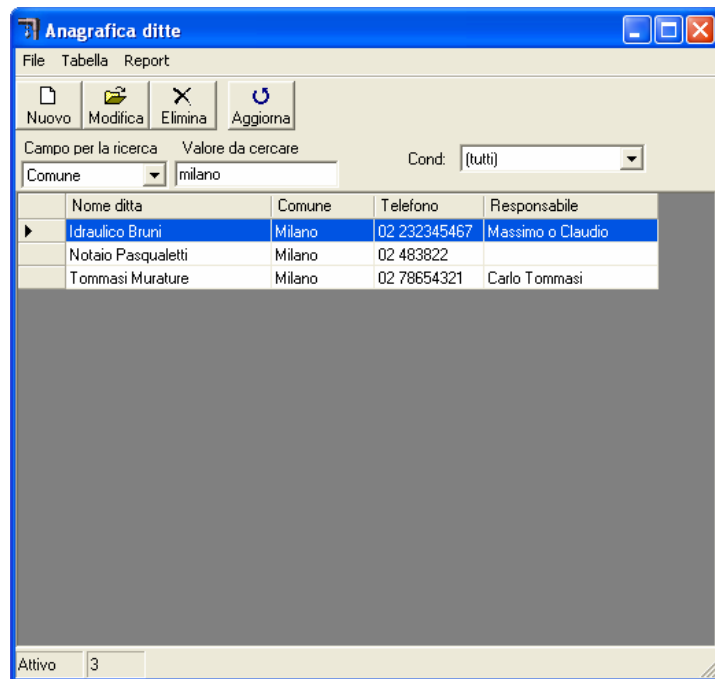 Anagrafica ditte
File Tabella Report
Nuovo Modifica Elimina Aggiorna
Campo per la ricerca Valore da cercare
Comune milano Cond: (tutti)
Nome ditta Comune Telefono Responsabile
Idraulico Bruni Milano 02 232345467 Massimo o Claudio
Notaio Pasqualetti Milano 02 483822
Tommasi Murature Milano 02 78654321 Carlo Tommasi
Attivo 3